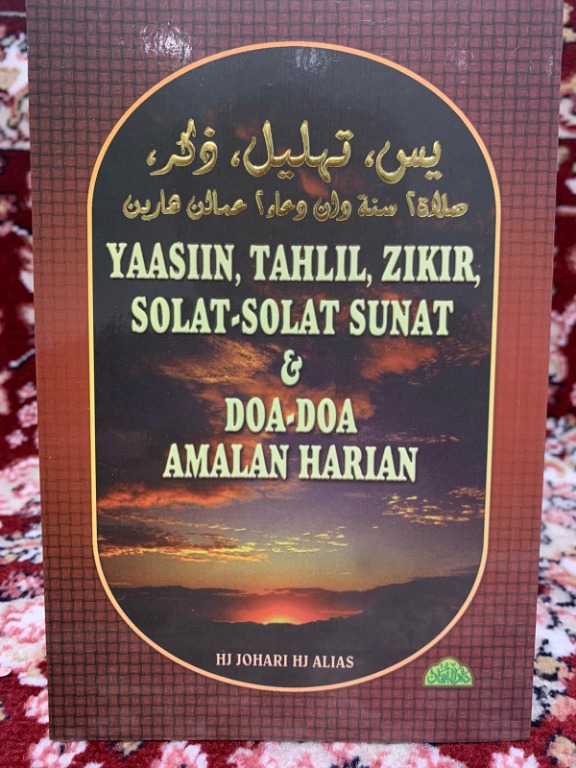 يس، تهليل، ذكر،
صلاة٢ سنة دان دعاء٢ عمالن هارين
YAASIIN, TAHLIL, ZIKIR,
SOLAT-SOLAT SUNAT
&
DOA-DOA
AMALAN HARIAN
HJ JOHARI HJ ALIAS